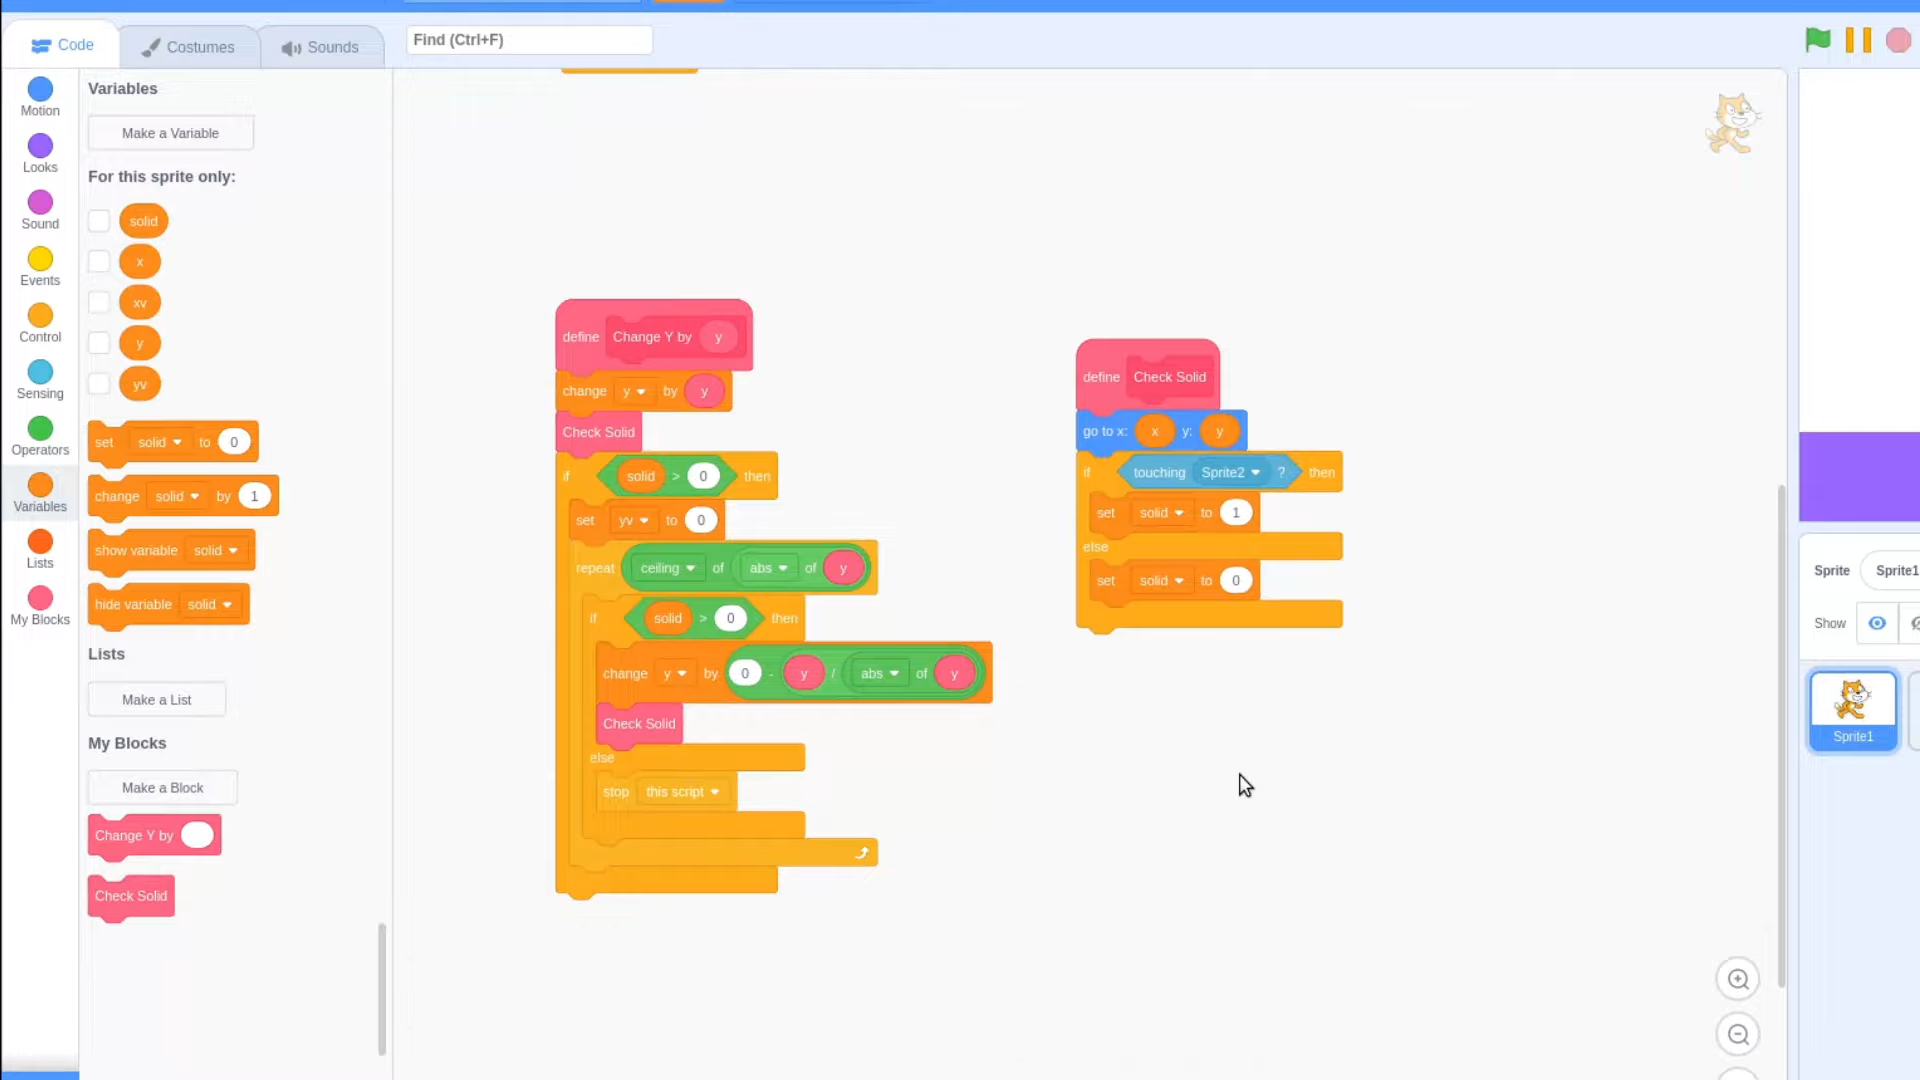 Code
Costumes
Sounds
Find (Ctrl+F)
Motion
Looks
Sound
Events
Control
Sensing
Operators
Variables
Lists
My Blocks
Variables
Make a Variable
For this sprite only:
solid
x
xv
y
yv
set solid to 0
change solid by 1
show variable solid
hide variable solid
Lists
Make a List
My Blocks
Make a Block
Change Y by
Check Solid
define Change Y by y
change y by y
Check Solid
if solid > 0 then
set yv to 0
repeat ceiling of abs of y
if solid > 0 then
change y by 0 - y / abs of y
Check Solid
else
stop this script
define Check Solid
go to x: x y: y
if touching Sprite2 ? then
set solid to 1
else
set solid to 0
Sprite Sprite1
Show
Sprite1